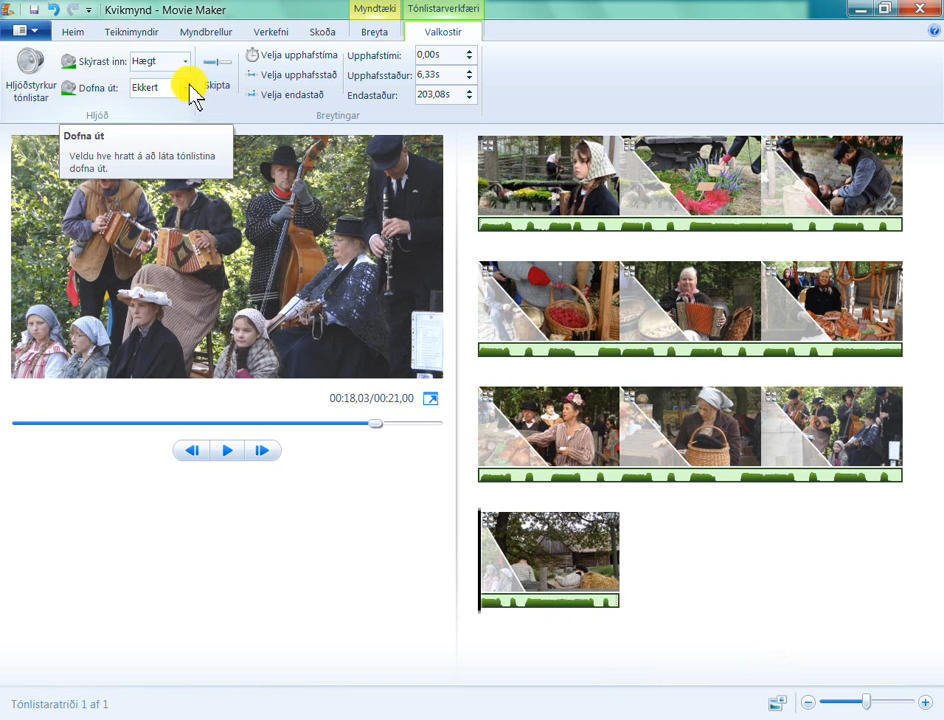 Kvikmynd - Movie Maker
Myndtæki
Tónlistarverkfæri
Heim
Teiknimyndir
Myndbrellur
Verkefni
Skoða
Breyta
Valkostir
Hljóðstyrkur
tónlistar
Skýrast inn: Hægt
Dofna út: Ekkert
Hljóð
Skipta
Velja upphafstíma
Velja upphafsstað
Velja endastað
Upphafstími: 0,00s
Upphafsstaður: 6,33s
Endastaður: 203,08s
Breytingar
Dofna út
Veldu hve hratt á að láta tónlistina
dofna út.
00:18,03/00:21,00
Tónlistaratriði 1 af 1